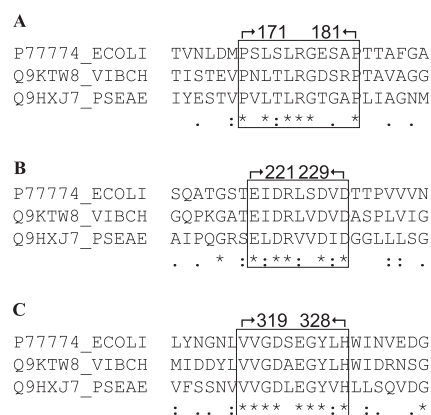 A
171 181
P77774_ECOLI TVNLDMPSLSLRGESAPTTAFGA
Q9KTW8_VIBCH TISTEVPNLTLRGDSRPTAVAGG
Q9HXJ7_PSEAE IYESTVPVLTLRGTGAPLIAGNM
. :* *:*** * . .
B
221 229
P77774_ECOLI SQATGSTEIDRLSDVDTTPVVVN
Q9KTW8_VIBCH GQPKGATEIDRLVDVDASPLVIG
Q9HXJ7_PSEAE AIPQGRSELDRVVDIDGGLLLSG
. . * :*:**: *:* :: .
C
319 328
P77774_ECOLI LYNGNLVVGDSEGYLHWINVEDG
Q9KTW8_VIBCH MIDDYLVVGDAEGYLHWIDRNSG
Q9HXJ7_PSEAE VFSSNVVVGDLEGYVHLLSQVDG
: .. :**** ***:* :. .*